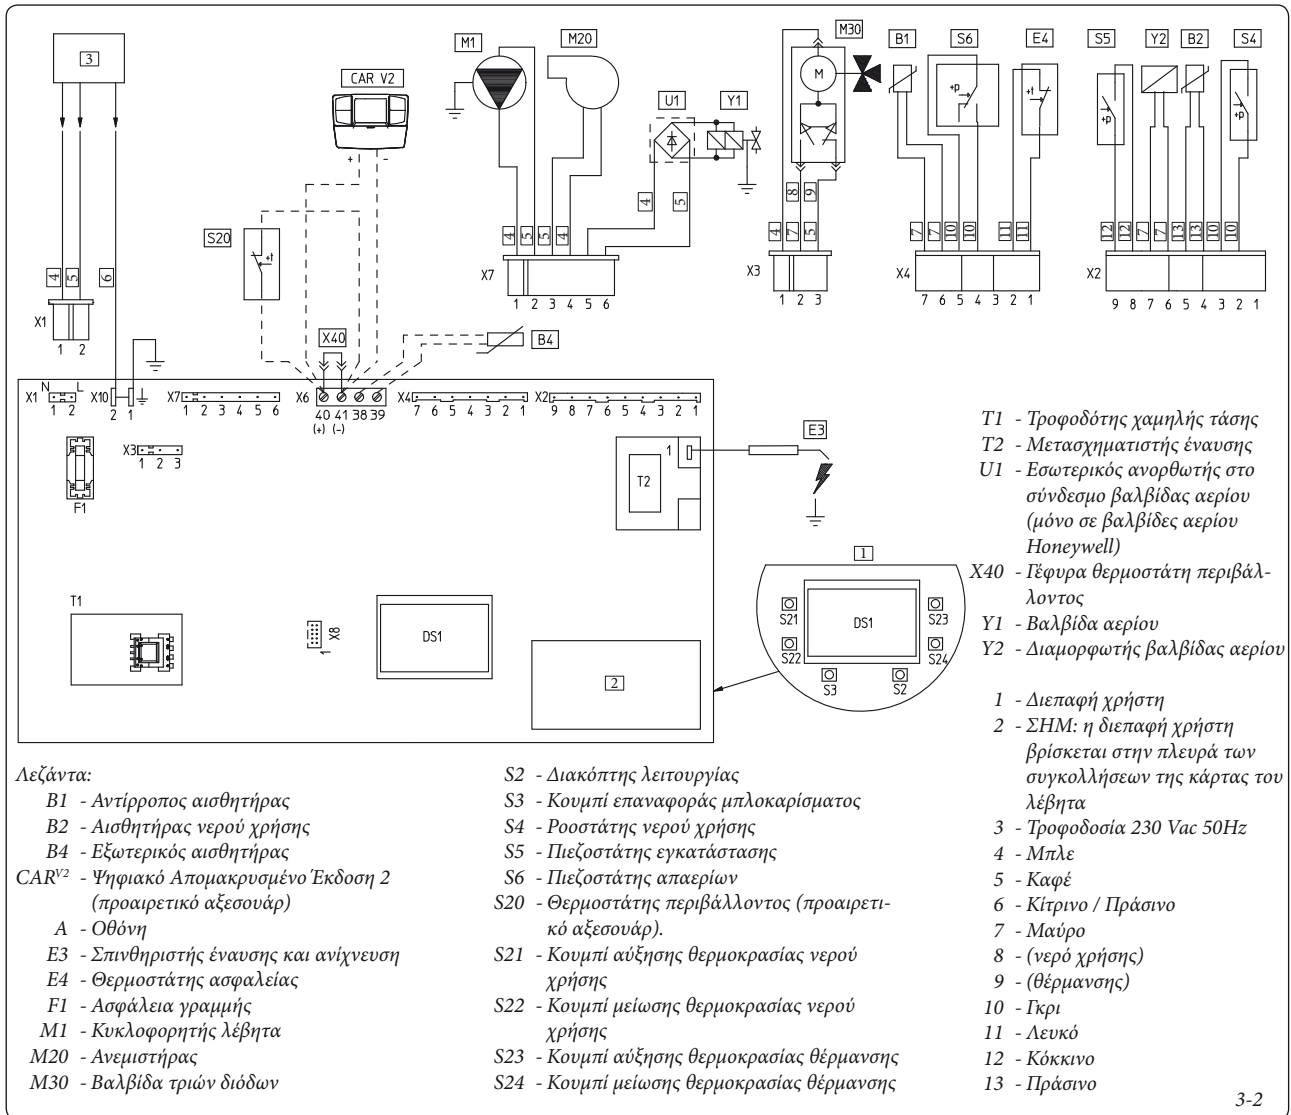 3
CAR V2
+ -
M1
M20
U1
Y1
M30
M
B1
S6
+p
E4
+t
S5
+p
Y2
B2
S4
+p
S20
+t
4 5 6
X1
1 2
X40
B4
4 5 5 4 4 5
X7
1 2 3 4 5 6
8 9
4 7 5
X3
1 2 3
7 7 10 10 11 11
X4
7 6 5 4 3 2 1
12 12 7 7 13 13 10 10
X2
9 8 7 6 5 4 3 2 1
X1 N L
1 2
X10
2 1
X7
1 2 3 4 5 6
X6
40 41 38 39
(+) (-)
X4
7 6 5 4 3 2 1
X2
9 8 7 6 5 4 3 2 1
X3
1 2 3
F1
T2
1
E3
T1
X8
1
DS1
2
1
S21
S22
S3
DS1
S2
S23
S24
T1 - Τροφοδότης χαμηλής τάσης
T2 - Μετασχηματιστής έναυσης
U1 - Εσωτερικός ανορθωτής στο
σύνδεσμο βαλβίδας αερίου
(μόνο σε βαλβίδες αερίου
Honeywell)
X40 - Γέφυρα θερμοστάτη περιβάλ-
λοντος
Y1 - Βαλβίδα αερίου
Y2 - Διαμορφωτής βαλβίδας αερίου
1 - Διεπαφή χρήστη
2 - ΣΗΜ: η διεπαφή χρήστη
βρίσκεται στην πλευρά των
συγκολλήσεων της κάρτας του
λέβητα
3 - Τροφοδοσία 230 Vac 50Hz
4 - Μπλε
5 - Καφέ
6 - Κίτρινο / Πράσινο
7 - Μαύρο
8 - (νερό χρήσης)
9 - (θέρμανσης)
10 - Γκρι
11 - Λευκό
12 - Κόκκινο
13 - Πράσινο
Λεζάντα:
B1 - Αντίρροπος αισθητήρας
B2 - Αισθητήρας νερού χρήσης
B4 - Εξωτερικός αισθητήρας
CAR^V2 - Ψηφιακό Απομακρυσμένο Έκδοση 2
(προαιρετικό αξεσουάρ)
A - Οθόνη
E3 - Σπινθηριστής έναυσης και ανίχνευση
E4 - Θερμοστάτης ασφαλείας
F1 - Ασφάλεια γραμμής
M1 - Κυκλοφορητής λέβητα
M20 - Ανεμιστήρας
M30 - Βαλβίδα τριών διόδων
S2 - Διακόπτης λειτουργίας
S3 - Κουμπί επαναφοράς μπλοκαρίσματος
S4 - Ροοστάτης νερού χρήσης
S5 - Πιεζοστάτης εγκατάστασης
S6 - Πιεζοστάτης απαερίων
S20 - Θερμοστάτης περιβάλλοντος (προαιρετι-
κό αξεσουάρ).
S21 - Κουμπί αύξησης θερμοκρασίας νερού
χρήσης
S22 - Κουμπί μείωσης θερμοκρασίας νερού
χρήσης
S23 - Κουμπί αύξησης θερμοκρασίας θέρμανσης
S24 - Κουμπί μείωσης θερμοκρασίας θέρμανσης
3-2